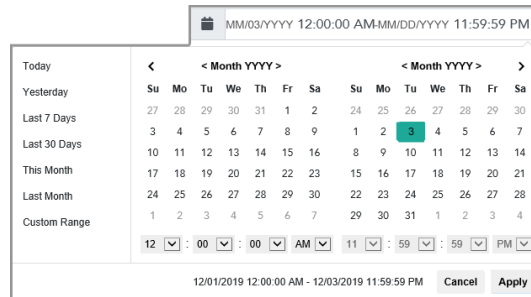 MM/03/YYYY 12:00:00 AM-MM/DD/YYYY 11:59:59 PM
Today
Yesterday
Last 7 Days
Last 30 Days
This Month
Last Month
Custom Range
< < Month YYYY >
Su Mo Tu We Th Fr Sa
27 28 29 30 31 1 2
3 4 5 6 7 8 9
10 11 12 13 14 15 16
17 18 19 20 21 22 23
24 25 26 27 28 29 30
1 2 3 4 5 6 7
12 : 00 : 00 AM
< Month YYYY > >
Su Mo Tu We Th Fr Sa
24 25 26 27 28 29 30
1 2 3 4 5 6 7
8 9 10 11 12 13 14
15 16 17 18 19 20 21
22 23 24 25 26 27 28
29 30 31 1 2 3 4
11 : 59 : 59 PM
12/01/2019 12:00:00 AM - 12/03/2019 11:59:59 PM Cancel Apply